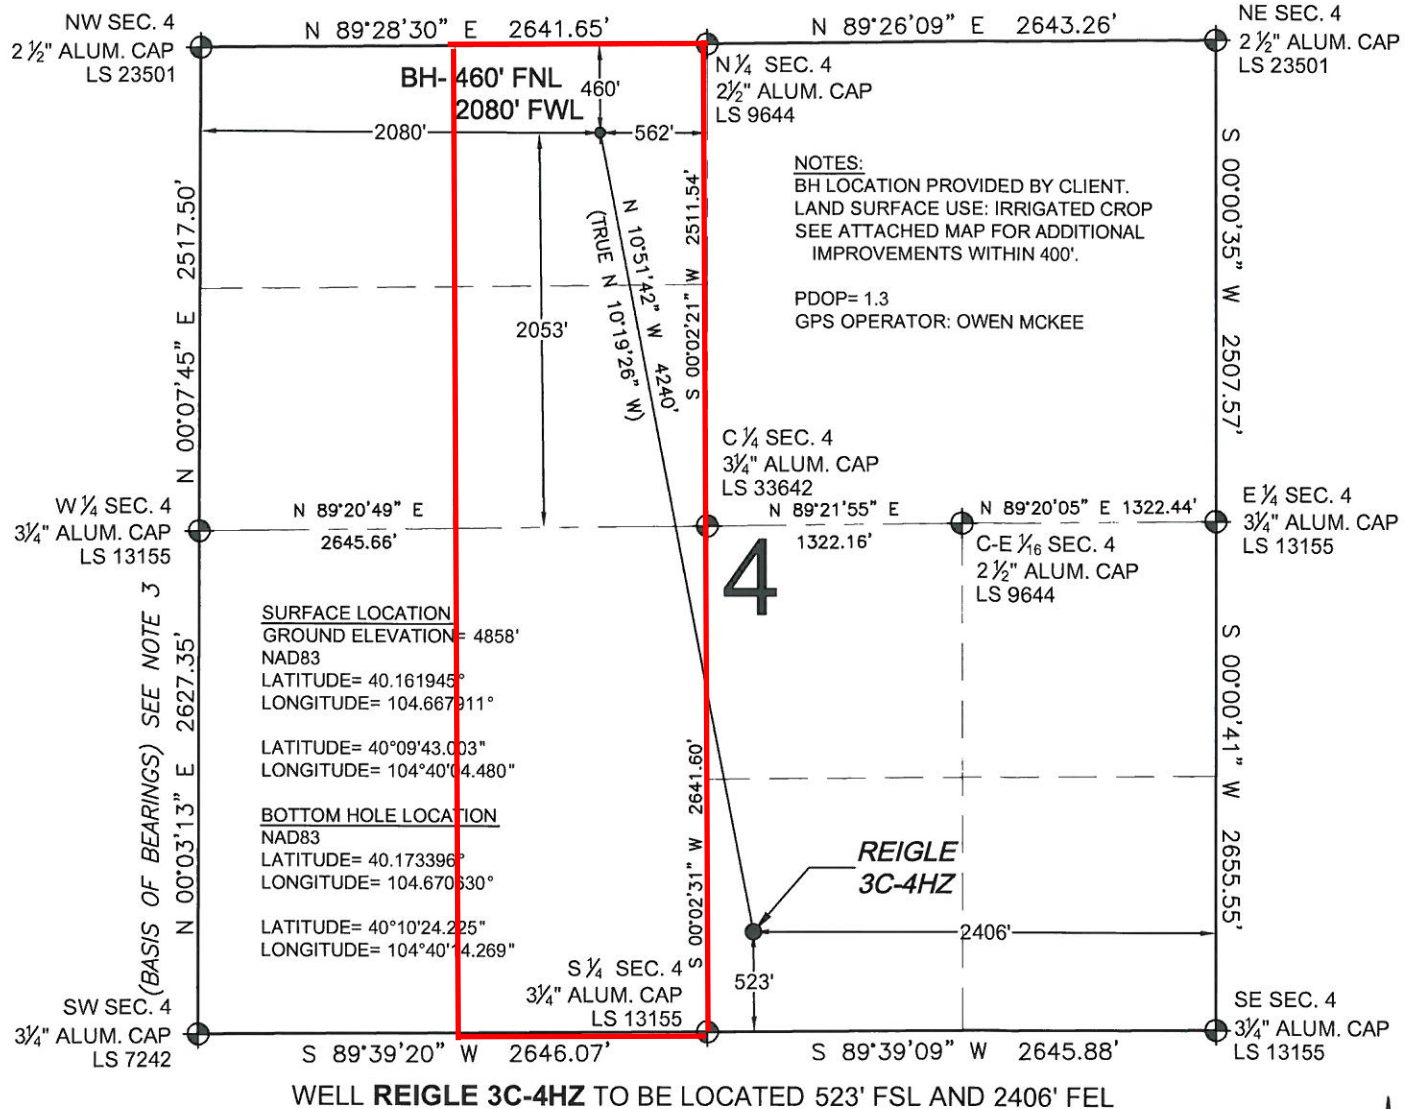 NW SEC. 4
2 ½" ALUM. CAP
LS 23501
N 89°28'30" E 2641.65'
N 89°26'09" E 2643.26'
NE SEC. 4
2 ½" ALUM. CAP
LS 23501
BH- 460' FNL
2080' FWL
460'
N ¼ SEC. 4
2½" ALUM. CAP
LS 9644
2080'
562'
NOTES:
BH LOCATION PROVIDED BY CLIENT.
LAND SURFACE USE: IRRIGATED CROP
SEE ATTACHED MAP FOR ADDITIONAL
IMPROVEMENTS WITHIN 400'.
PDOP= 1.3
GPS OPERATOR: OWEN MCKEE
N 00°07'45" E 2517.50'
2053'
N 10°51'42" W 4240'
(TRUE N 10°19'26" W)
S 00°02'21" W 2511.54'
S 00°00'35" W 2507.57'
C ¼ SEC. 4
3¼" ALUM. CAP
LS 33642
W ¼ SEC. 4
3¼" ALUM. CAP
LS 13155
N 89°20'49" E
2645.66'
N 89°21'55" E
1322.16'
N 89°20'05" E 1322.44'
E ¼ SEC. 4
3¼" ALUM. CAP
LS 13155
C-E 1⁄16 SEC. 4
2 ½" ALUM. CAP
LS 9644
4
SURFACE LOCATION
GROUND ELEVATION= 4858'
NAD83
LATITUDE= 40.161945°
LONGITUDE= 104.667911°
LATITUDE= 40°09'43.003"
LONGITUDE= 104°40'04.480"
BOTTOM HOLE LOCATION
NAD83
LATITUDE= 40.173396°
LONGITUDE= 104.670630°
LATITUDE= 40°10'24.225"
LONGITUDE= 104°40'14.269"
(BASIS OF BEARINGS) SEE NOTE 3
N 00°03'13" E 2627.35'
S 00°02'31" W 2641.60'
S 00°00'41" W 2655.55'
REIGLE
3C-4HZ
2406'
523'
S ¼ SEC. 4
3¼" ALUM. CAP
LS 13155
SW SEC. 4
3¼" ALUM. CAP
LS 7242
SE SEC. 4
3¼" ALUM. CAP
LS 13155
S 89°39'20" W 2646.07'
S 89°39'09" W 2645.88'
WELL REIGLE 3C-4HZ TO BE LOCATED 523' FSL AND 2406' FEL